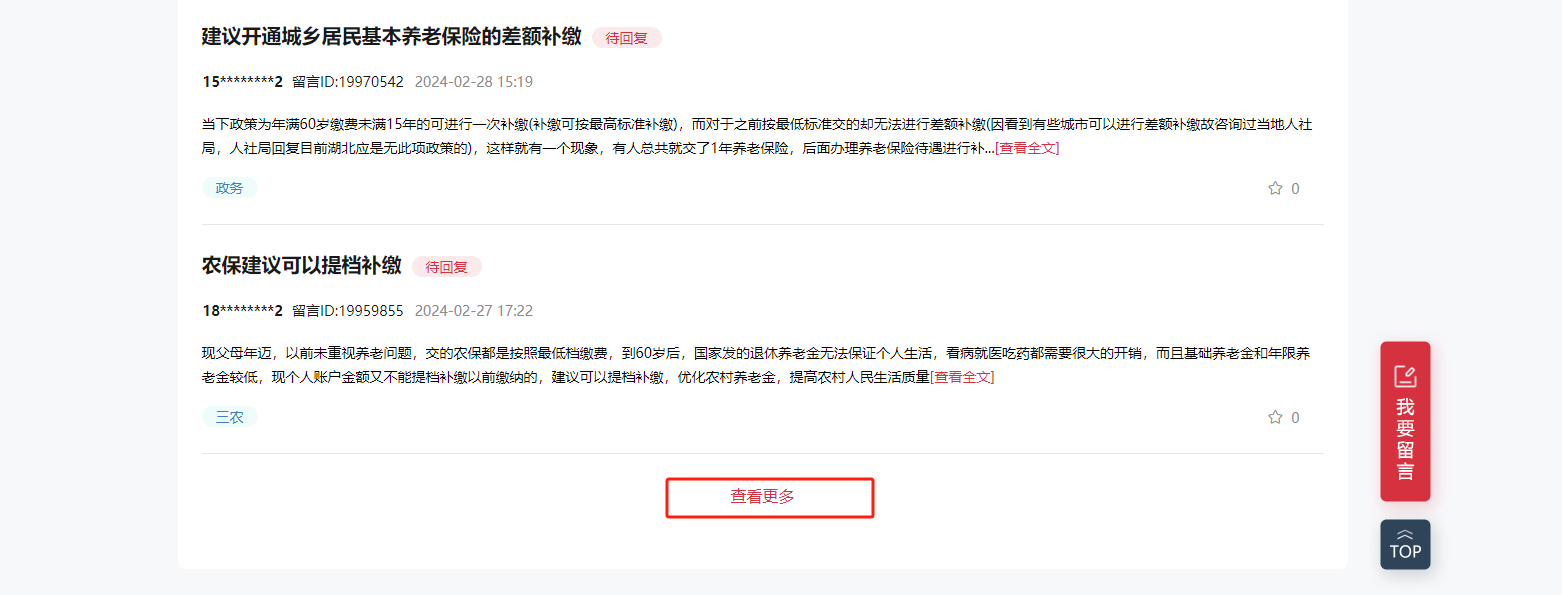 建议开通城乡居民基本养老保险的差额补缴 待回复
15********2 留言ID:19970542 2024-02-28 15:19
当下政策为年满60岁缴费未满15年的可进行一次补缴(补缴可按最高标准补缴)，而对于之前按最低标准交的却无法进行差额补缴(因看到有些城市可以进行差额补缴故咨询过当地人社
局，人社局回复目前湖北应是无此项政策的)，这样就有一个现象，有人总共就交了1年养老保险，后面办理养老保险待遇进行补...[查看全文]
政务 0
农保建议可以提档补缴 待回复
18********2 留言ID:19959855 2024-02-27 17:22
现父母年迈，以前未重视养老问题，交的农保都是按照最低档缴费，到60岁后，国家发的退休养老金无法保证个人生活，看病就医吃药都需要很大的开销，而且基础养老金和年限养
老金较低，现个人账户金额又不能提档补缴以前缴纳的，建议可以提档补缴，优化农村养老金，提高农村人民生活质量[查看全文]
三农 0
查看更多
我要留言
TOP